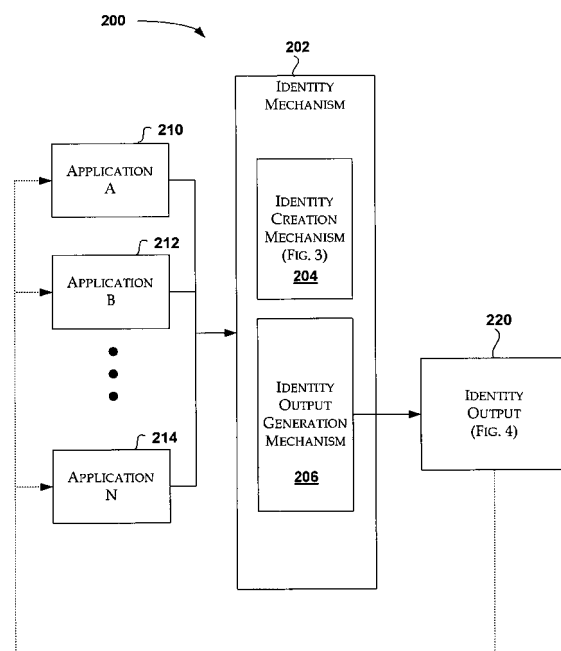 200
202
IDENTITY
MECHANISM
210
APPLICATION
A
212
APPLICATION
B
214
APPLICATION
N
IDENTITY
CREATION
MECHANISM
(FIG. 3)
204
IDENTITY
OUTPUT
GENERATION
MECHANISM
206
220
IDENTITY
OUTPUT
(FIG. 4)